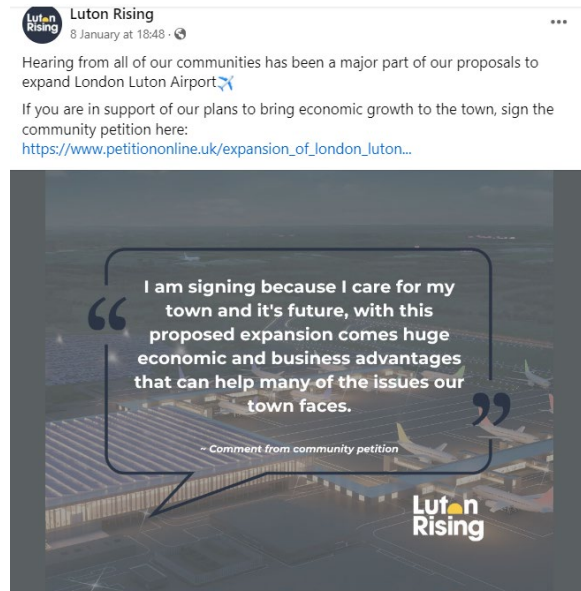 Luton
Rising
Luton Rising
8 January at 18:48 ·
Hearing from all of our communities has been a major part of our proposals to
expand London Luton Airport✈️
If you are in support of our plans to bring economic growth to the town, sign the
community petition here:
https://www.petitiononline.uk/expansion_of_london_luton...
“
I am signing because I care for my
town and it's future, with this
proposed expansion comes huge
economic and business advantages
that can help many of the issues our
town faces.
”
~ Comment from community petition
Luton
Rising